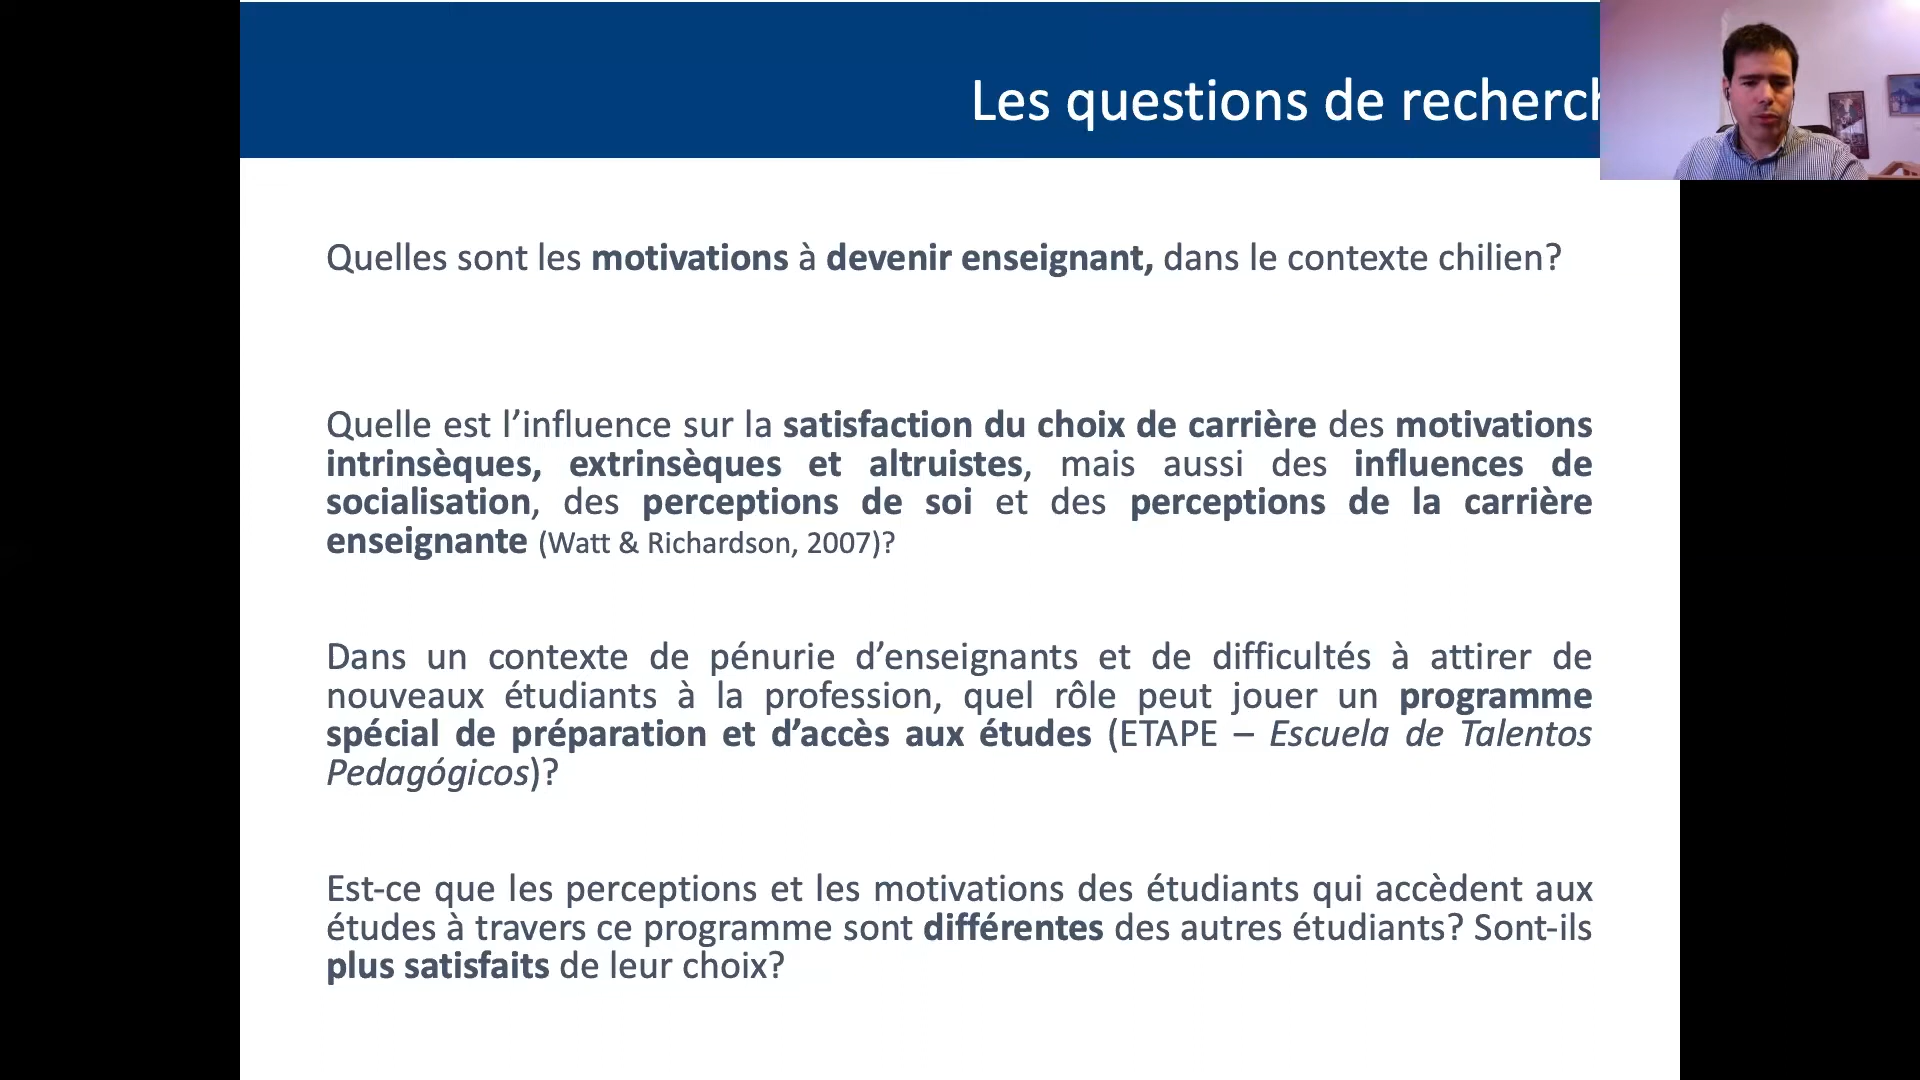 Les questions de recherc
Quelles sont les motivations à devenir enseignant, dans le contexte chilien?
Quelle est l’influence sur la satisfaction du choix de carrière des motivations
intrinsèques, extrinsèques et altruistes, mais aussi des influences de
socialisation, des perceptions de soi et des perceptions de la carrière
enseignante (Watt & Richardson, 2007)?
Dans un contexte de pénurie d’enseignants et de difficultés à attirer de
nouveaux étudiants à la profession, quel rôle peut jouer un programme
spécial de préparation et d’accès aux études (ETAPE – Escuela de Talentos
Pedagógicos)?
Est-ce que les perceptions et les motivations des étudiants qui accèdent aux
études à travers ce programme sont différentes des autres étudiants? Sont-ils
plus satisfaits de leur choix?